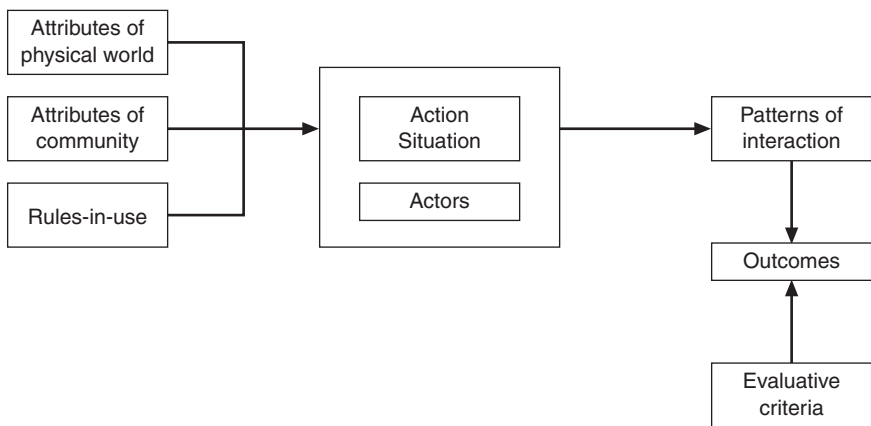 Attributes of
physical world
Attributes of
community
Rules-in-use
Action
Situation
Actors
Patterns of
interaction
Outcomes
Evaluative
criteria